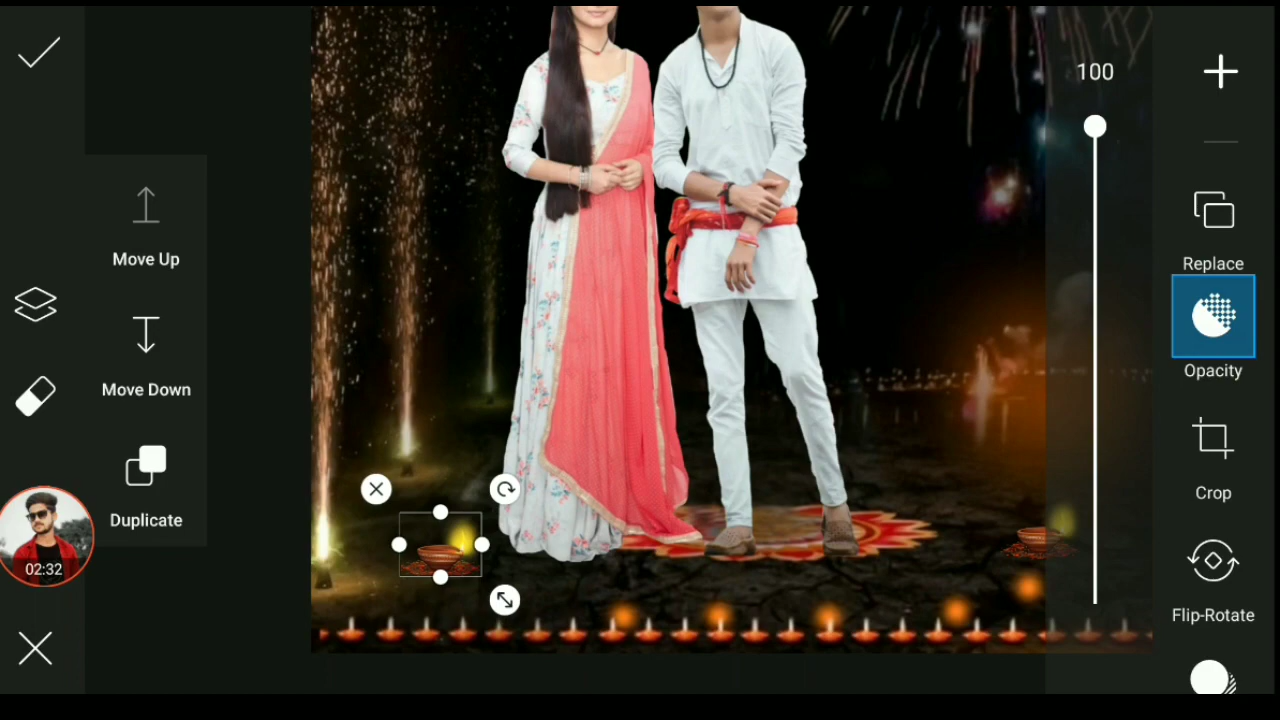 100
Move Up
Move Down
Duplicate
02:32
Replace
Opacity
Crop
Flip-Rotate